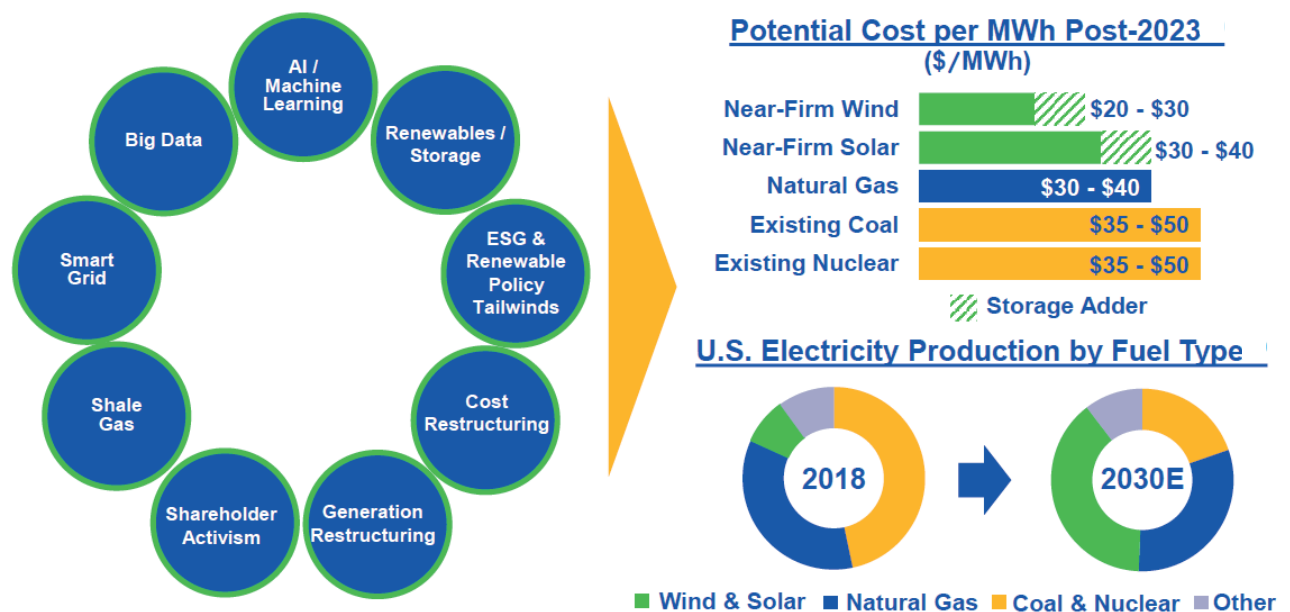 AI /
Machine
Learning
Renewables /
Storage
ESG &
Renewable
Policy
Tailwinds
Cost
Restructuring
Generation
Restructuring
Shareholder
Activism
Shale
Gas
Smart
Grid
Big Data
Potential Cost per MWh Post-2023
($/MWh)
Near-Firm Wind $20 - $30
Near-Firm Solar $30 - $40
Natural Gas $30 - $40
Existing Coal $35 - $50
Existing Nuclear $35 - $50
Storage Adder
U.S. Electricity Production by Fuel Type
2018
2030E
Wind & Solar Natural Gas Coal & Nuclear Other